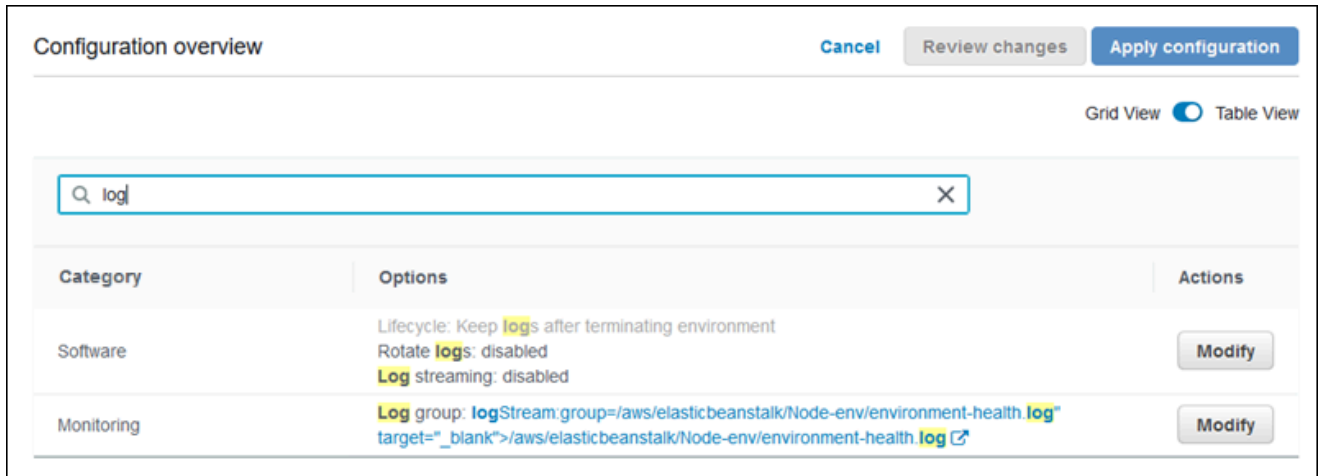 Configuration overview
Cancel
Review changes
Apply configuration
Grid View
Table View
log
Category
Options
Actions
Software
Lifecycle: Keep logs after terminating environment
Rotate logs: disabled
Log streaming: disabled
Modify
Monitoring
Log group: logStream:group=/aws/elasticbeanstalk/Node-env/environment-health.log"
target="_blank">/aws/elasticbeanstalk/Node-env/environment-health.log
Modify